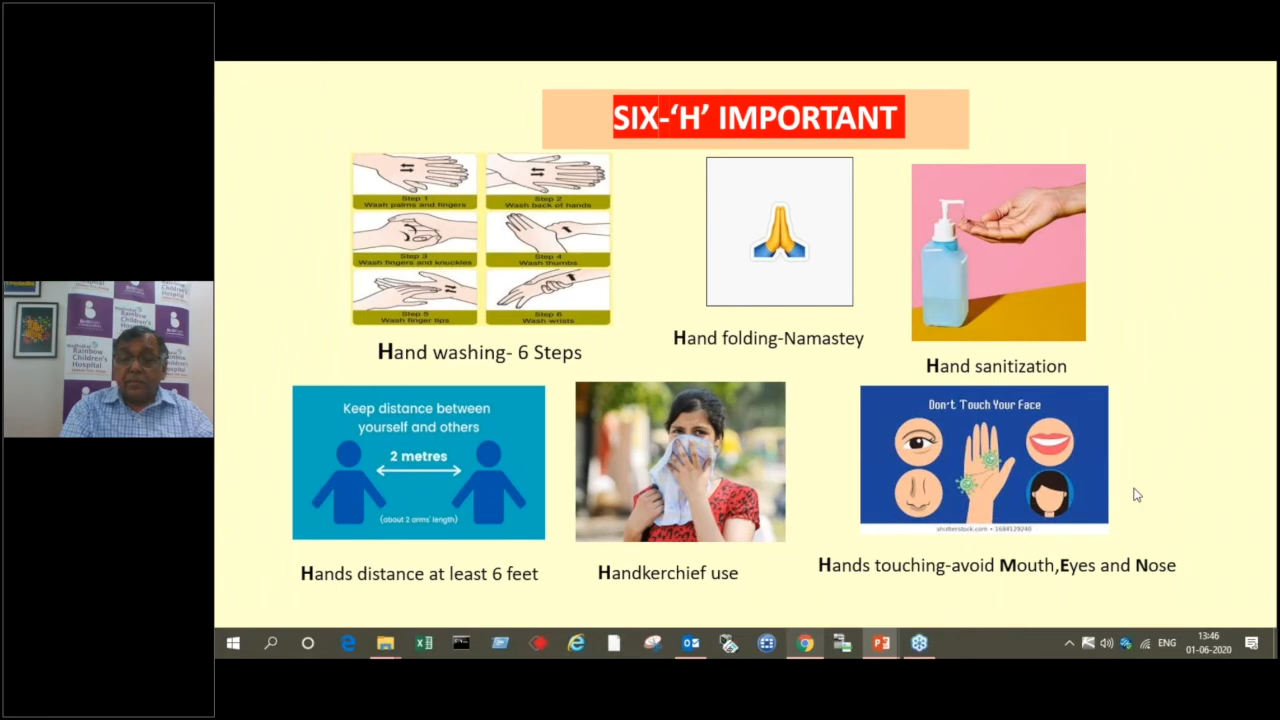 SIX-‘H’ IMPORTANT
Step 1
Wash palms and fingers
Step 2
Wash back of hands
Step 3
Wash fingers and knuckles
Step 4
Wash thumbs
Step 5
Wash finger tips
Step 6
Wash wrists
Hand washing- 6 Steps
Hand folding-Namastey
Hand sanitization
Keep distance between
yourself and others
2 metres
(about 2 arms' length)
Hands distance at least 6 feet
Handkerchief use
Don't Touch Your Face
shutterstock.com • 1684129240
Hands touching-avoid Mouth,Eyes and Nose
Rainbow
Children's
Hospital
Rainbow
Children's
Hospital
ENG
13:46
01-06-2020